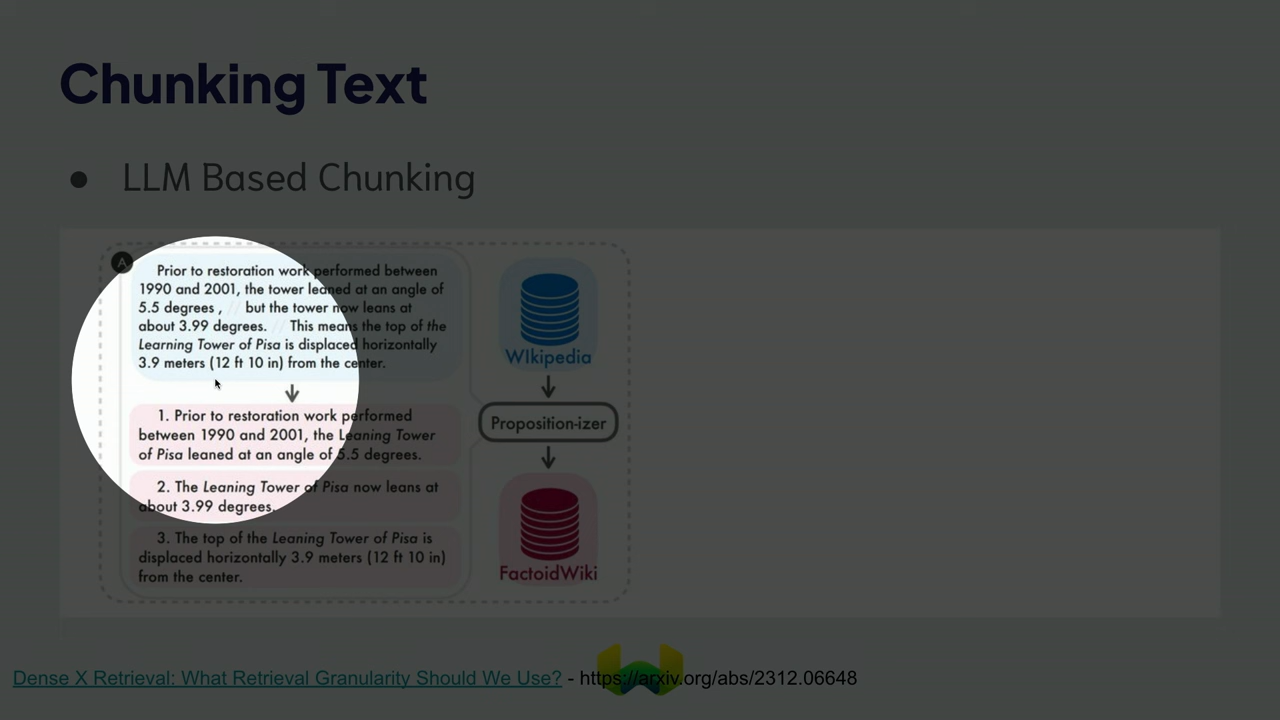 Chunking Text
● LLM Based Chunking
A
Prior to restoration work performed between
1990 and 2001, the tower leaned at an angle of
5.5 degrees , // but the tower now leans at
about 3.99 degrees. // This means the top of the
Learning Tower of Pisa is displaced horizontally
3.9 meters (12 ft 10 in) from the center.
1. Prior to restoration work performed
between 1990 and 2001, the Leaning Tower
of Pisa leaned at an angle of 5.5 degrees.
2. The Leaning Tower of Pisa now leans at
about 3.99 degrees.
3. The top of the Leaning Tower of Pisa is
displaced horizontally 3.9 meters (12 ft 10 in)
from the center.
WIkipedia
Proposition-izer
FactoidWiki
Dense X Retrieval: What Retrieval Granularity Should We Use? - https://arxiv.org/abs/2312.06648